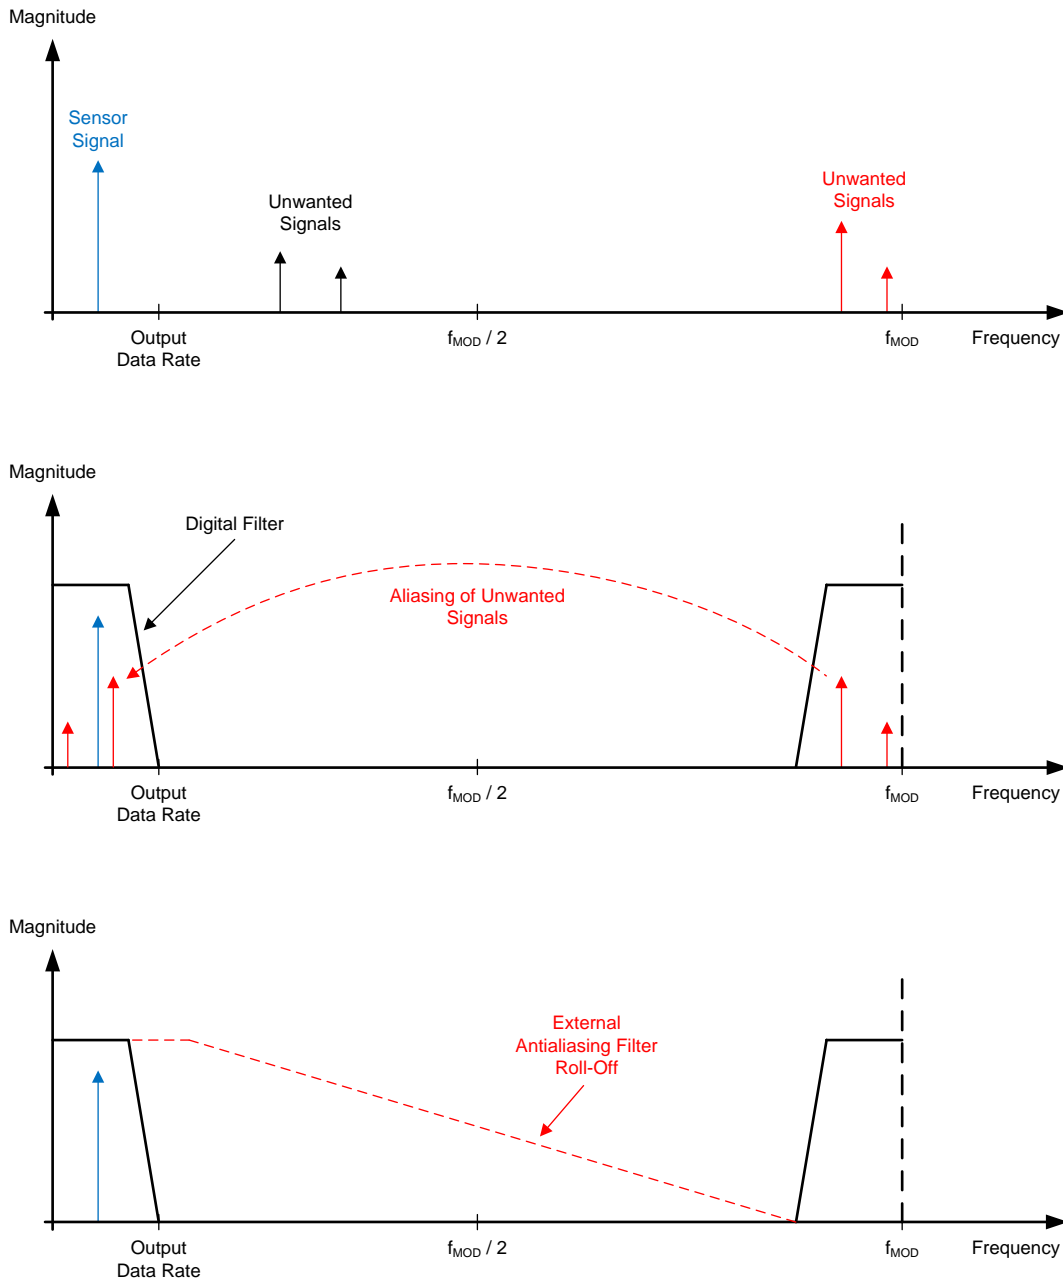 Magnitude
Sensor
Signal
Unwanted
Signals
Unwanted
Signals
Output
Data Rate
fMOD / 2
fMOD
Frequency
Magnitude
Digital Filter
Aliasing of Unwanted
Signals
Output
Data Rate
fMOD / 2
fMOD
Frequency
Magnitude
External
Antialiasing Filter
Roll-Off
Output
Data Rate
fMOD / 2
fMOD
Frequency